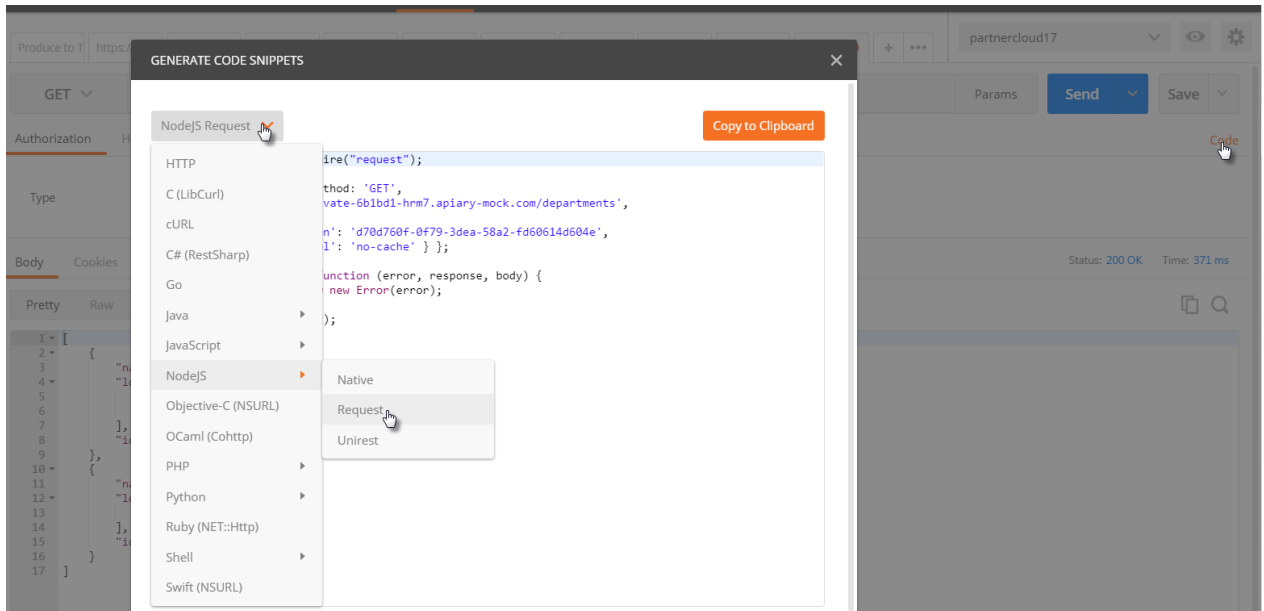 Produce to T https:/ + ••• partnercloud17
GENERATE CODE SNIPPETS
GET Params Send Save
NodeJS Request Copy to Clipboard
Authorization H Code
HTTP ire("request");
C (LibCurl) thod: 'GET',
Type vate-6b1bd1-hrm7.apiary-mock.com/departments',
cURL n': 'd70d760f-0f79-3dea-58a2-fd60614d604e',
l': 'no-cache' } };
C# (RestSharp)
Body Cookies Status: 200 OK Time: 371 ms
unction (error, response, body) {
Go new Error(error);
Pretty Raw
Java );
1 [
JavaScript
2 {
3 "n
NodeJS
4 "l
Native
5
Objective-C (NSURL)
6
Request
7 ],
OCaml (Cohttp)
8 "i
Unirest
9 },
PHP
10 {
11 "n
Python
12 "l
13
Ruby (NET::Http)
14 ],
15 "i
Shell
16 }
17 ]
Swift (NSURL)